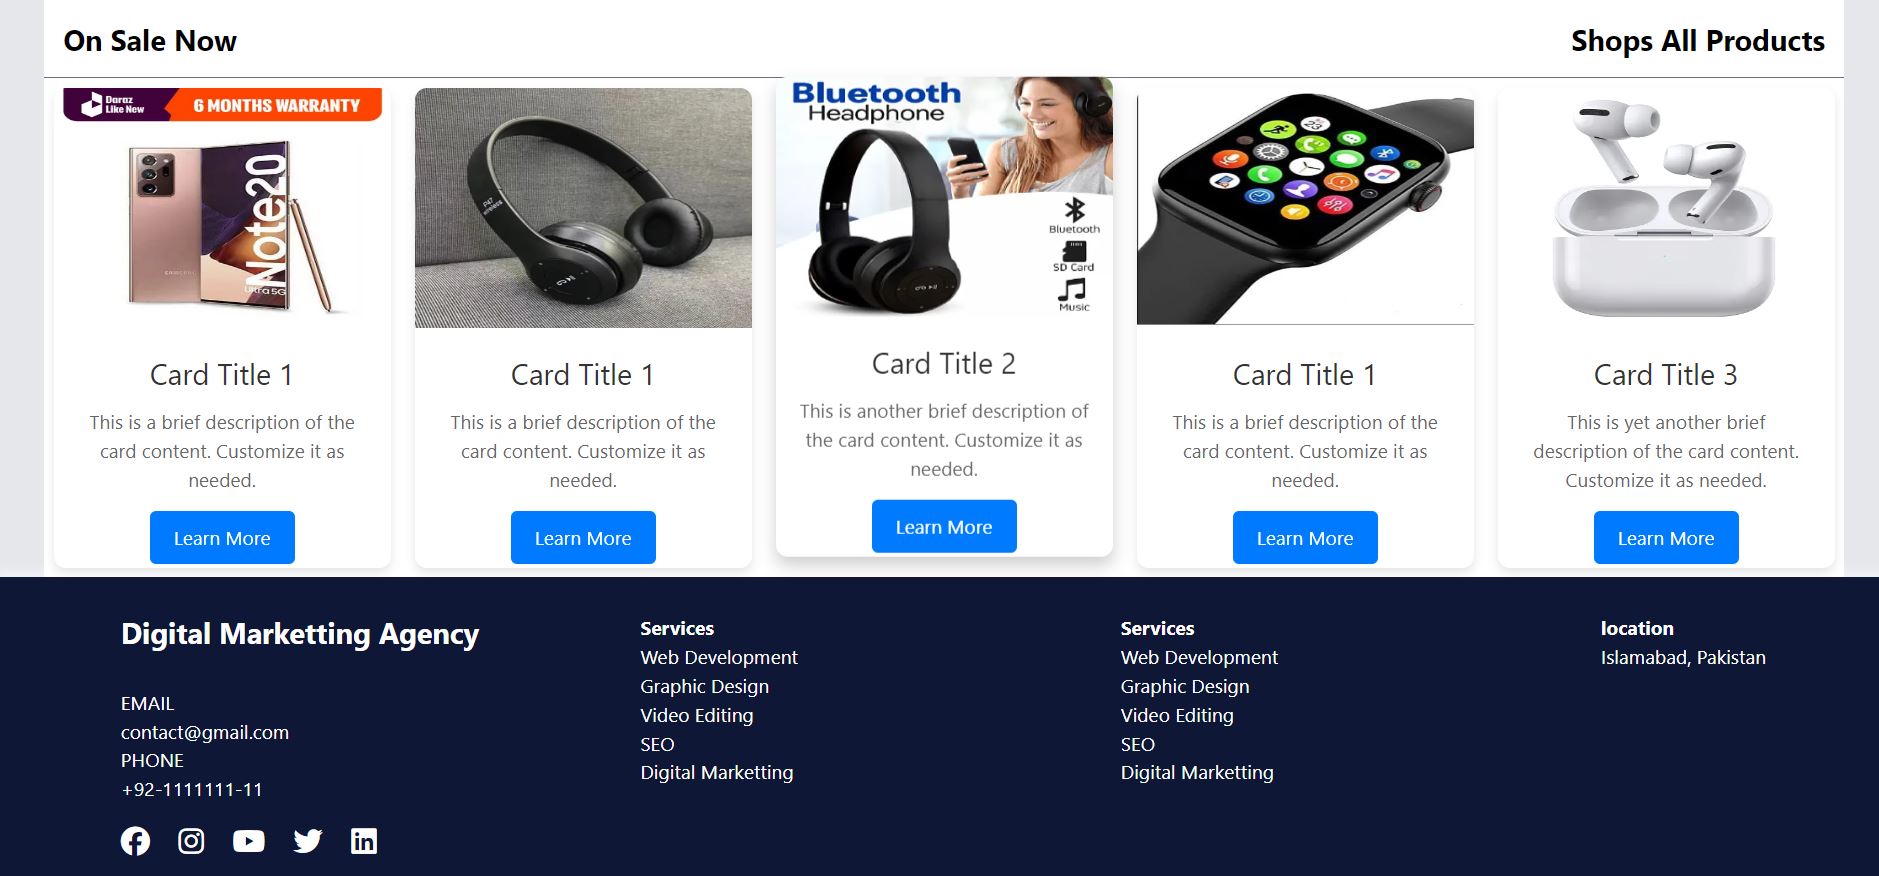 On Sale Now
Shops All Products
Daraz
Like New
6 MONTHS WARRANTY
SAMSUNG
Note20
Ultra 5G
Card Title 1
This is a brief description of the
card content. Customize it as
needed.
Learn More
P47
wireless
Card Title 1
This is a brief description of the
card content. Customize it as
needed.
Learn More
Bluetooth
Headphone
Bluetooth
SD Card
Music
Card Title 2
This is another brief description of
the card content. Customize it as
needed.
Learn More
23
Card Title 1
This is a brief description of the
card content. Customize it as
needed.
Learn More
Card Title 3
This is yet another brief
description of the card content.
Customize it as needed.
Learn More
Digital Marketting Agency
EMAIL
contact@gmail.com
PHONE
+92-1111111-11
Services
Web Development
Graphic Design
Video Editing
SEO
Digital Marketting
Services
Web Development
Graphic Design
Video Editing
SEO
Digital Marketting
location
Islamabad, Pakistan